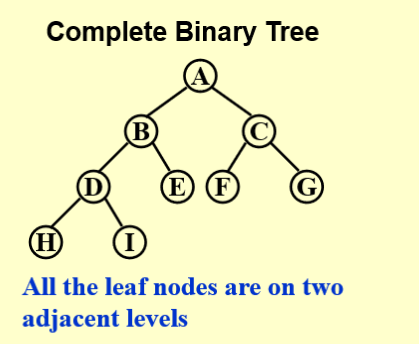 Complete Binary Tree
A
B C
D E F G
H I
All the leaf nodes are on two
adjacent levels